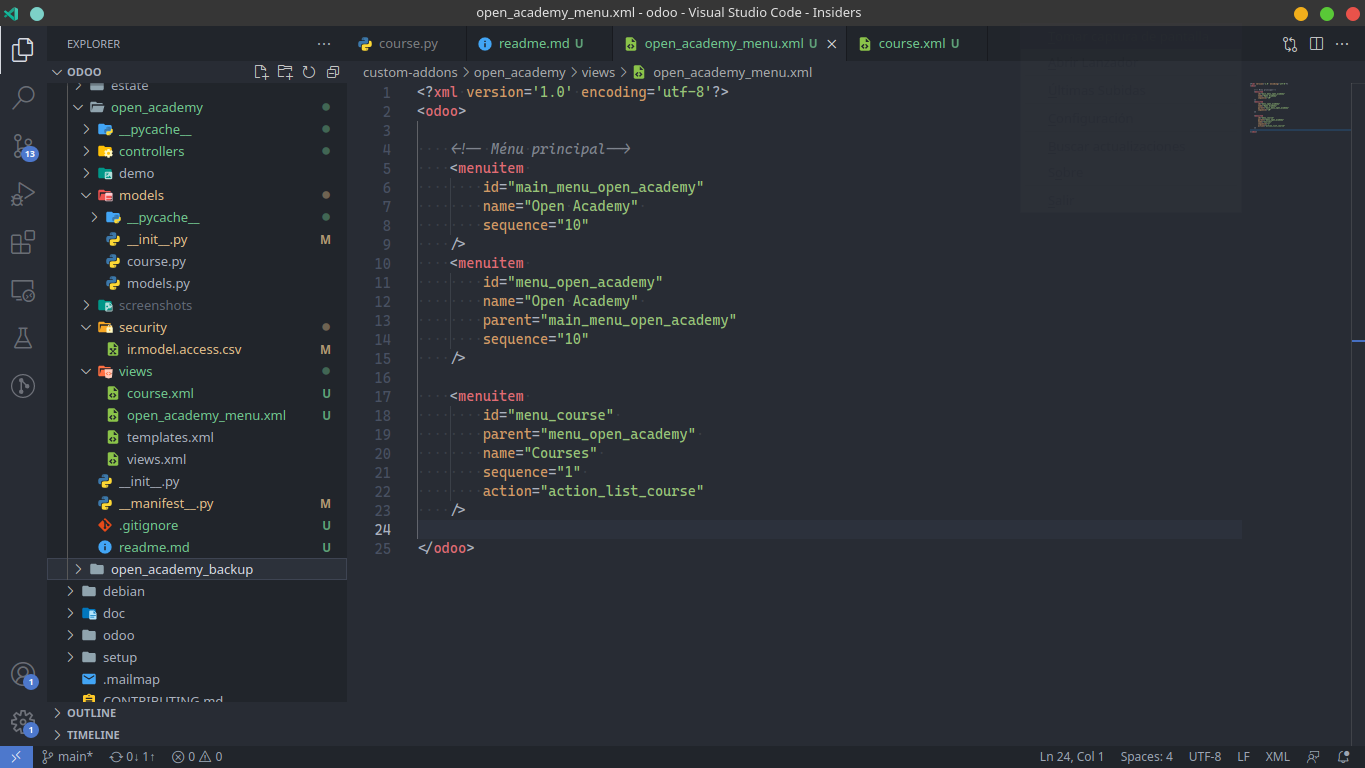 open_academy_menu.xml - odoo - Visual Studio Code - Insiders
EXPLORER
course.py
readme.md U
open_academy_menu.xml U
course.xml U
ODOO
custom-addons > open_academy > views > open_academy_menu.xml
estate
open_academy
__pycache__
controllers
demo
models
__pycache__
__init__.py M
course.py
models.py
screenshots
security
ir.model.access.csv M
views
course.xml U
open_academy_menu.xml U
templates.xml
views.xml
__init__.py
__manifest__.py M
.gitignore U
readme.md U
open_academy_backup
debian
doc
odoo
setup
.mailmap
CONTRIBUTING.md
OUTLINE
TIMELINE
13
1
1
1 <?xml version='1.0' encoding='utf-8'?>
2 <odoo>
3
4 <!-- Ménu principal-->
5 <menuitem
6 id="main_menu_open_academy"
7 name="Open Academy"
8 sequence="10"
9 />
10 <menuitem
11 id="menu_open_academy"
12 name="Open Academy"
13 parent="main_menu_open_academy"
14 sequence="10"
15 />
16
17 <menuitem
18 id="menu_course"
19 parent="menu_open_academy"
20 name="Courses"
21 sequence="1"
22 action="action_list_course"
23 />
24
25 </odoo>
main* 0↓ 1↑ 0 0
Ln 24, Col 1 Spaces: 4 UTF-8 LF XML